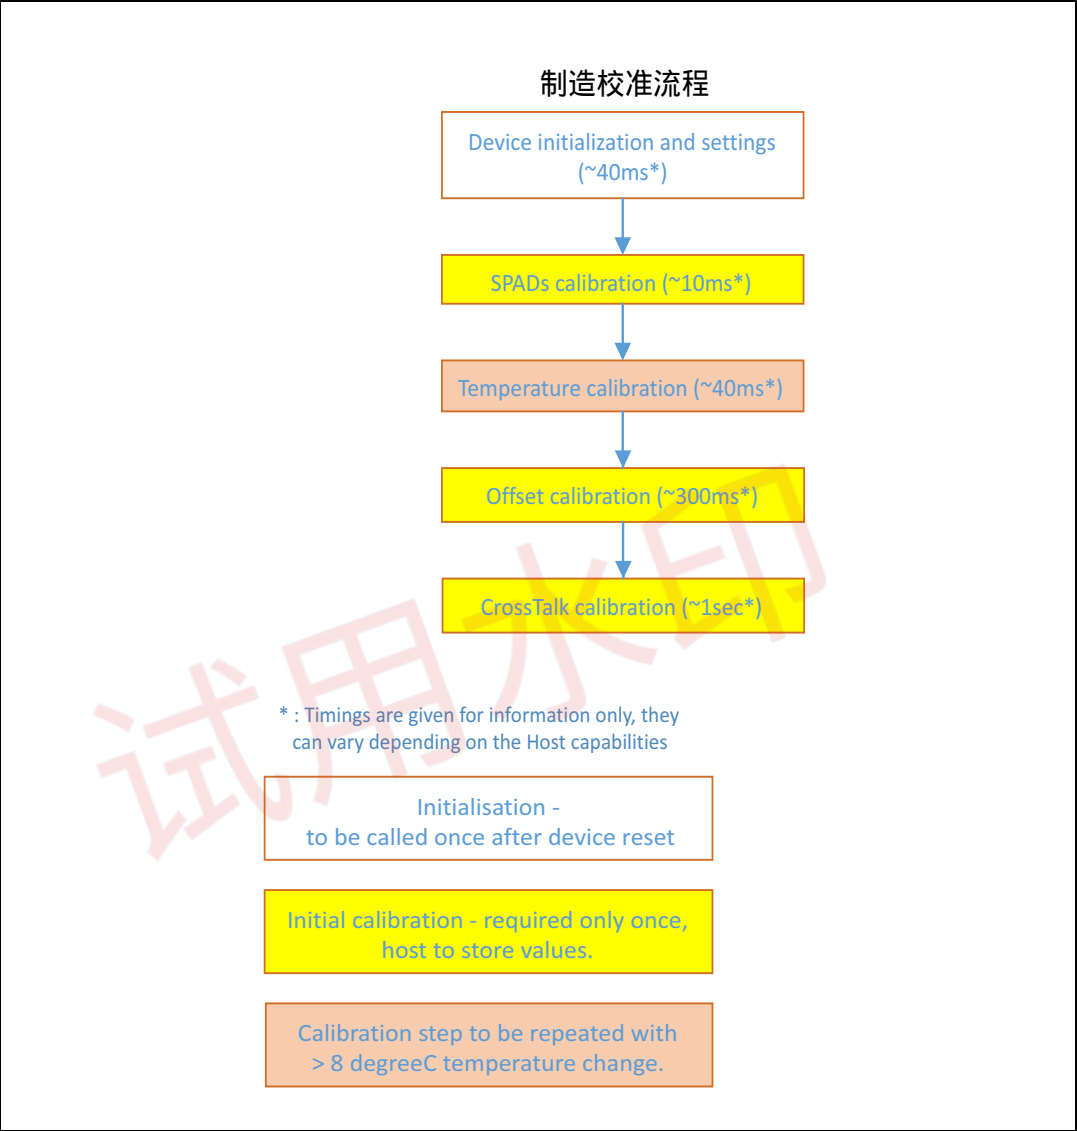 制造校准流程
Device initialization and settings
(~40ms*)
SPADs calibration (~10ms*)
Temperature calibration (~40ms*)
Offset calibration (~300ms*)
CrossTalk calibration (~1sec*)
试用水印
* : Timings are given for information only, they
can vary depending on the Host capabilities
Initialisation -
to be called once after device reset
Initial calibration - required only once,
host to store values.
Calibration step to be repeated with
> 8 degreeC temperature change.